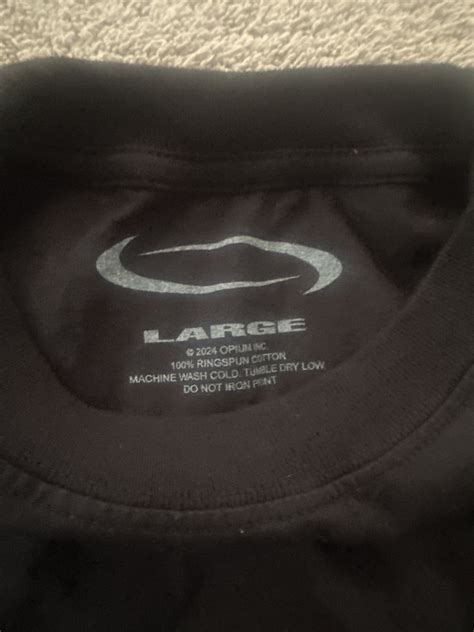 LARGE
© 2024 OPIUM INC.
100% RINGSPUN COTTON
MACHINE WASH COLD. TUMBLE DRY LOW.
DO NOT IRON PRINT